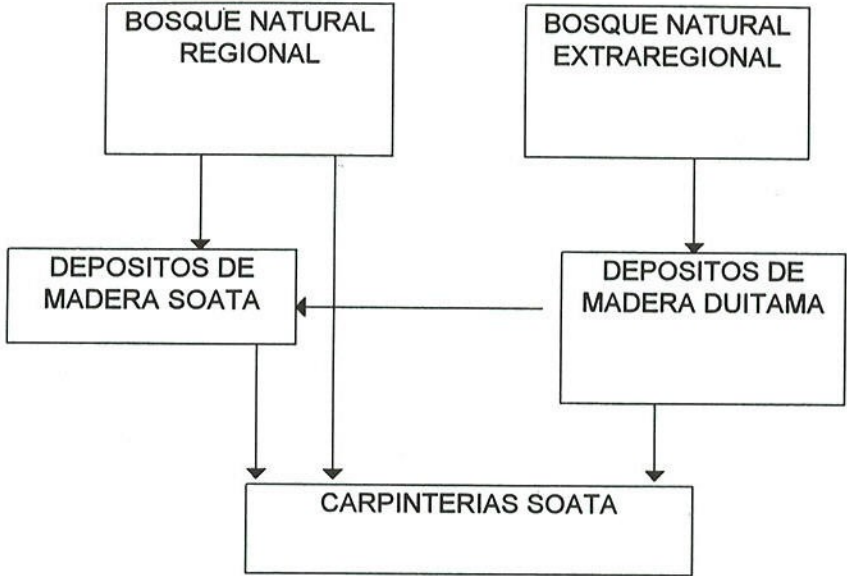 BOSQUE NATURAL
REGIONAL
BOSQUE NATURAL
EXTRAREGIONAL
DEPOSITOS DE
MADERA SOATA
DEPOSITOS DE
MADERA DUITAMA
CARPINTERIAS SOATA